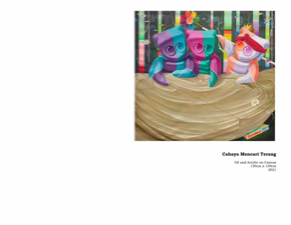 Cahaya Mencari Terang
Oil and Acrylic on Canvas
150cm x 150cm
2021